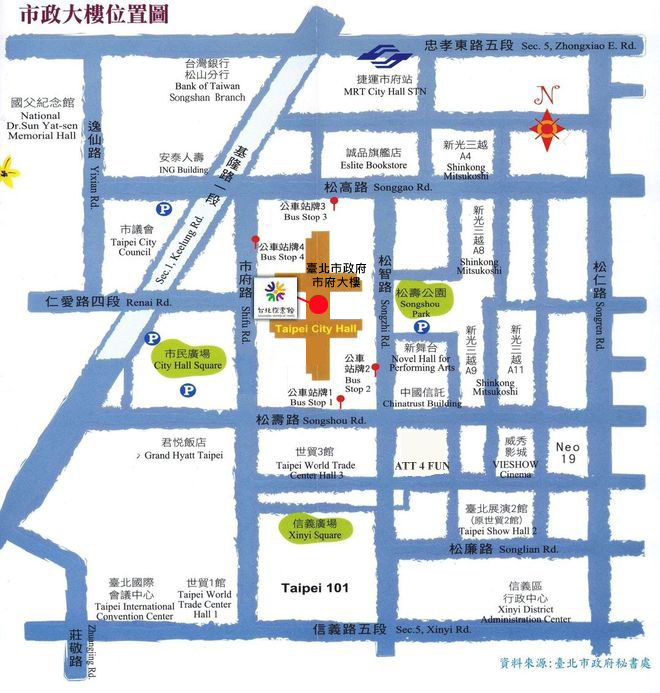 市政大樓位置圖
忠孝東路五段 Sec. 5, Zhongxiao E. Rd.
台灣銀行
松山分行
Bank of Taiwan
Songshan Branch
捷運市府站
MRT City Hall STN
N
國父紀念館
National
Dr.Sun Yat-sen
Memorial Hall
逸仙路 Yixian Rd.
基隆路一段
Sec.1, Keelung Rd.
安泰人壽
ING Building
誠品旗艦店
Eslite Bookstore
新光三越
A4
Shinkong
Mitsukoshi
松高路 Songgao Rd.
P
公車站牌3
Bus Stop 3
市議會
Taipei City
Council
公車站牌4
Bus Stop 4
新光三越A8
Shinkong
Mitsukoshi
市府路 Shifu Rd.
臺北市政府
市府大樓
松智路 Songzhi Rd.
松仁路 Songren Rd.
松壽公園
Songshou
Park
P
仁愛路四段 Renai Rd.
台北探索館
Taipei City Hall
P
市民廣場
City Hall Square
P
新舞台
Novel Hall for
Performing Arts
新光三越A9
新光三越A11
Shinkong
Mitsukoshi
公車
站牌2
Bus
Stop 2
中國信託
Chinatrust Building
公車站牌1
Bus Stop 1
松壽路 Songshou Rd.
君悅飯店
Grand Hyatt Taipei
世貿3館
Taipei World Trade
Center Hall 3
ATT 4 FUN
威秀
影城
VIESHOW
Cinema
Neo
19
信義廣場
Xinyi Square
臺北展演2館
(原世貿2館)
Taipei Show Hall 2
松廉路 Songlian Rd.
臺北國際
會議中心
Taipei International
Convention Center
世貿1館
Taipei World
Trade Center
Hall 1
Taipei 101
信義區
行政中心
Xinyi District
Administration Center
信義路五段 Sec.5, Xinyi Rd.
莊敬路 Zhuangjing Rd.
資料來源:臺北市政府秘書處